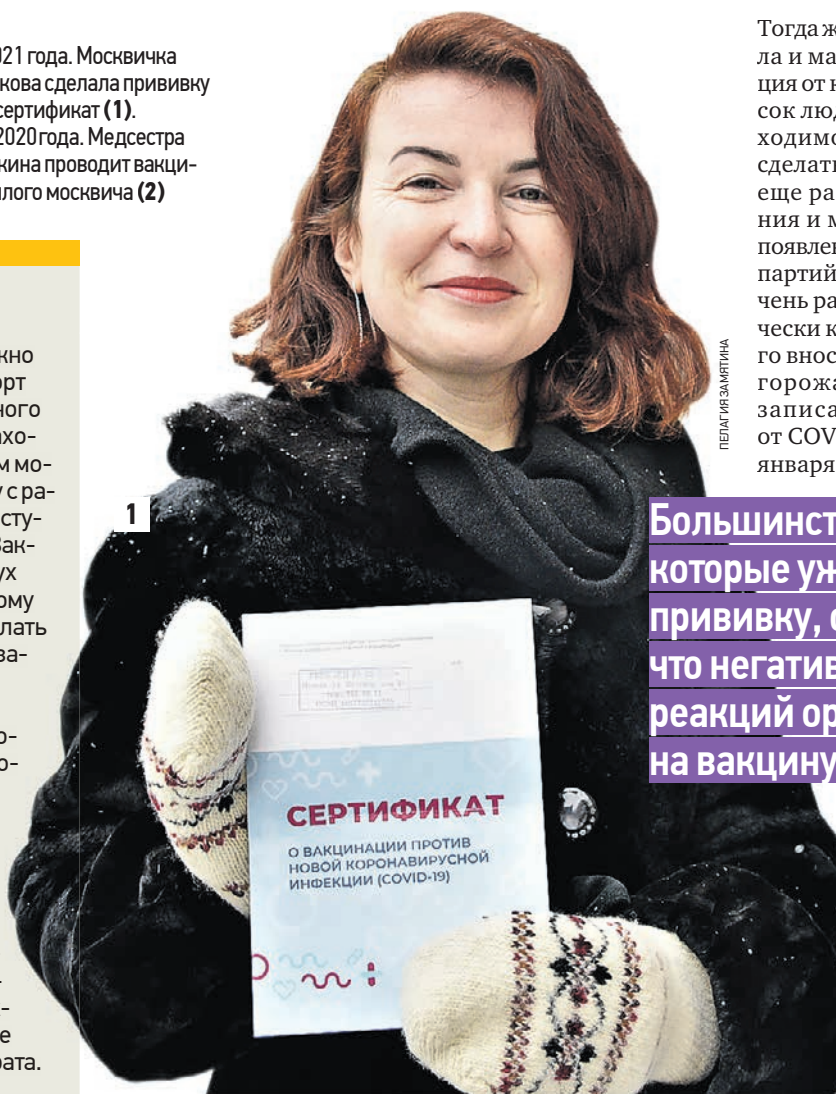 021 года. Москвичка
кова сделала прививку
сертификат (1).
2020 года. Медсестра
кина проводит вакци-
лого москвича (2)
жно
орт
ного
ахо-
м мо-
у с ра-
сту-
Вак-
ух
ому
лать
за-
о-
о-
-
-
е
рата.
1
СЕРТИФИКАТ
О ВАКЦИНАЦИИ ПРОТИВ
НОВОЙ КОРОНАВИРУСНОЙ
ИНФЕКЦИИ (COVID-19)
ПЕЛАГИЯ ЗАМЯТИНА
Тогда ж
ла и ма
ция от к
сок люд
ходимо
сделать
еще ра
ния и м
появлен
партий
чень ра
чески к
го внос
горожа
записа
от COV
января
Большинст
которые уж
прививку, о
что негатив
реакций ор
на вакцину